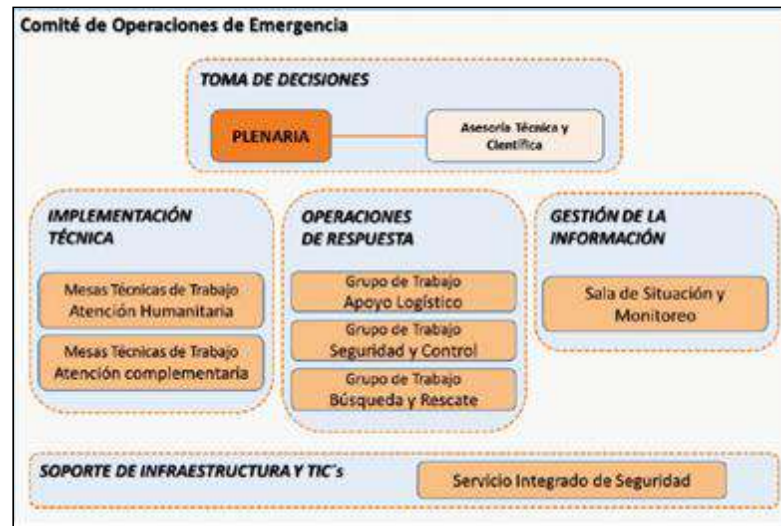 Comité de Operaciones de Emergencia
TOMA DE DECISIONES
PLENARIA
Asesoría Técnica y
Científica
IMPLEMENTACIÓN
TÉCNICA
Mesas Técnicas de Trabajo
Atención Humanitaria
Mesas Técnicas de Trabajo
Atención complementaria
OPERACIONES
DE RESPUESTA
Grupo de Trabajo
Apoyo Logístico
Grupo de Trabajo
Seguridad y Control
Grupo de Trabajo
Búsqueda y Rescate
GESTIÓN DE LA
INFORMACIÓN
Sala de Situación y
Monitoreo
SOPORTE DE INFRAESTRUCTURA Y TIC´s
Servicio Integrado de Seguridad